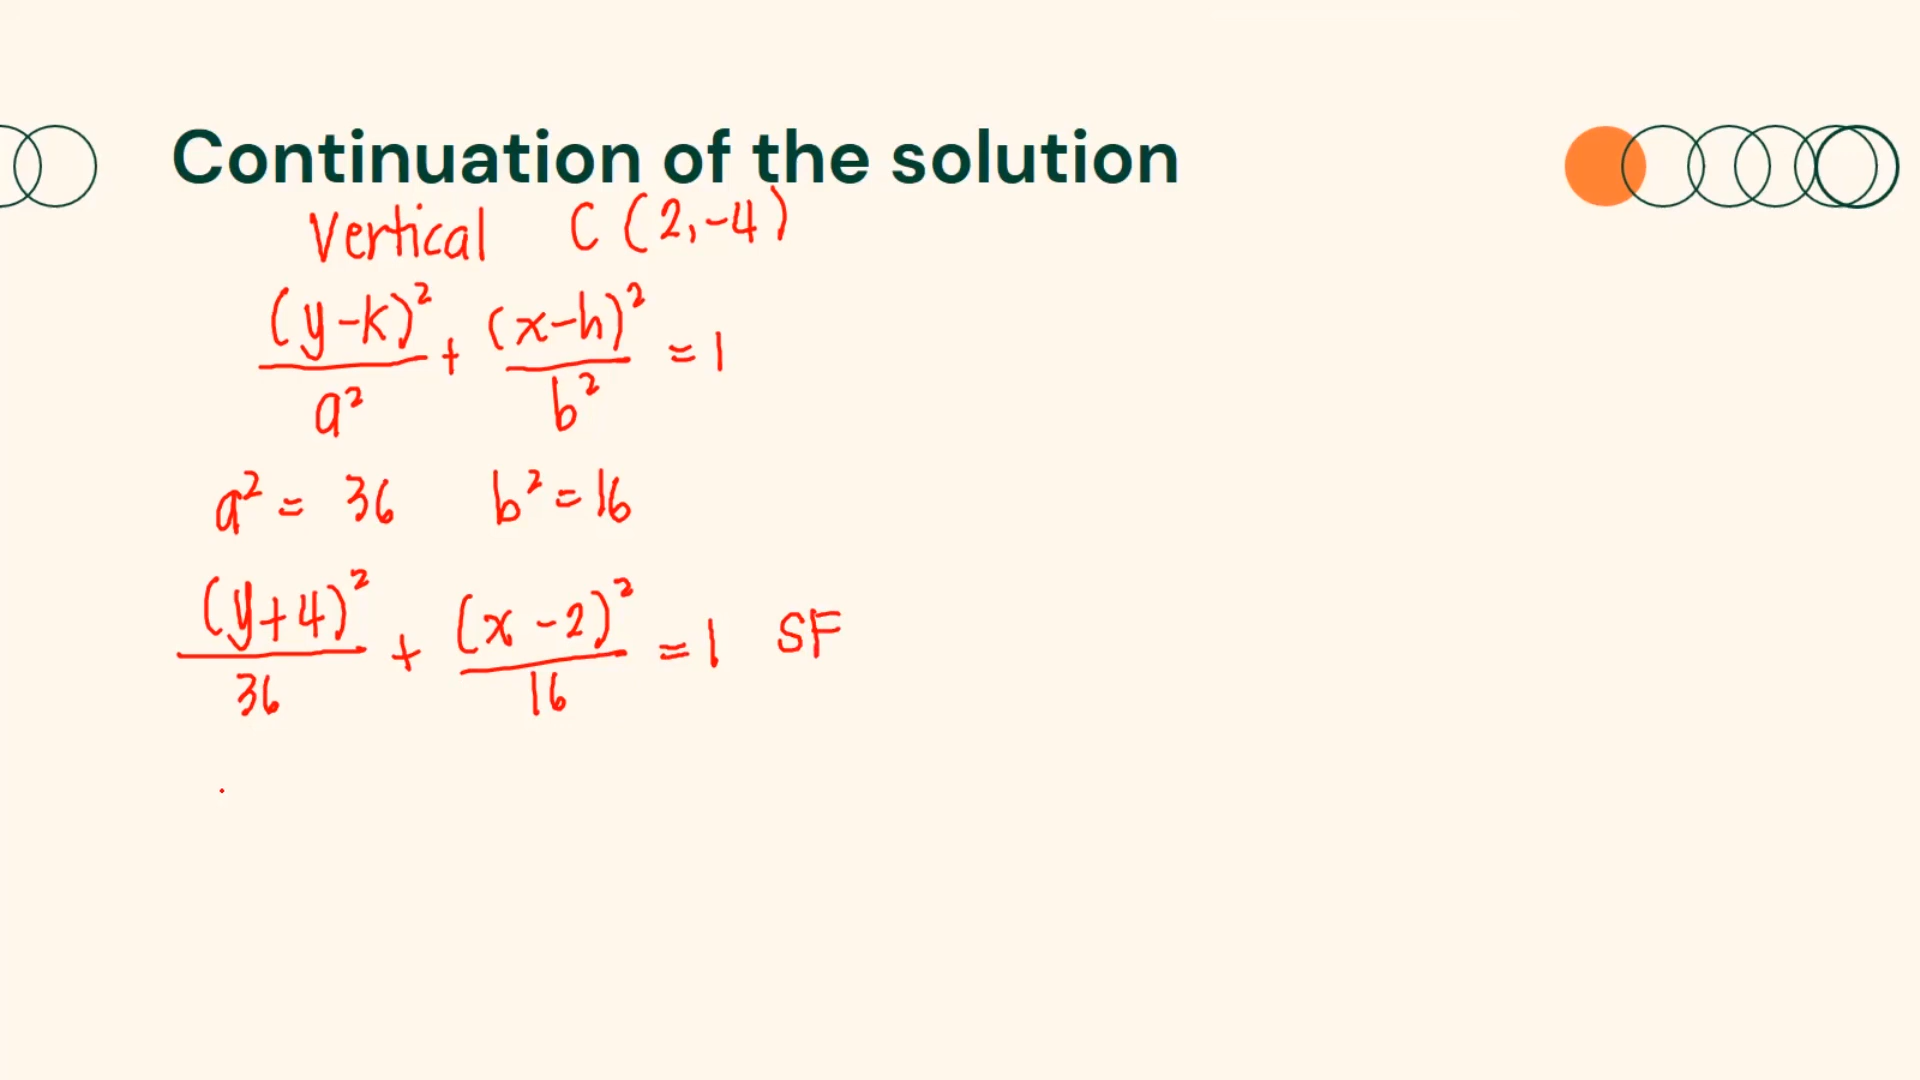 Continuation of the solution
Vertical C (2, -4)
(y-k)²/a² + (x-h)²/b² = 1
a² = 36 b² = 16
(y+4)²/36 + (x-2)²/16 = 1 SF